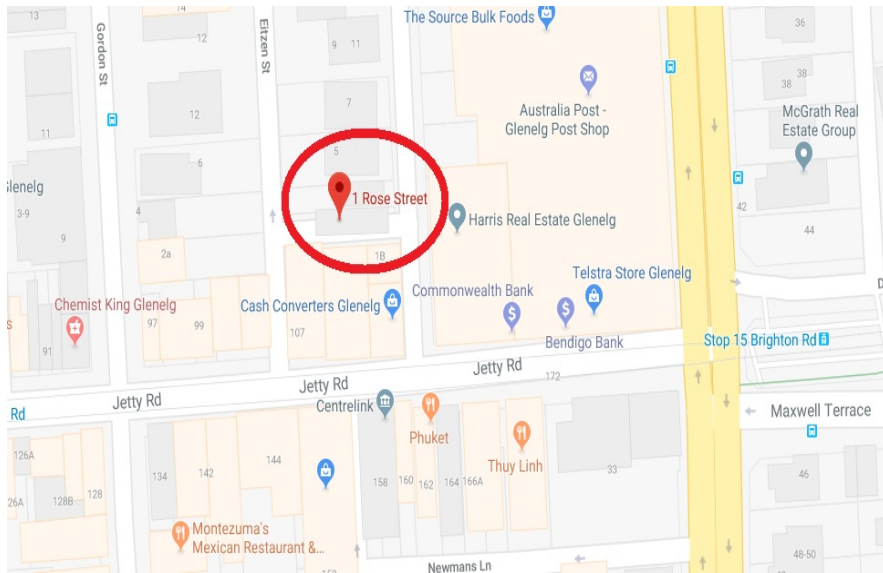 13
14
The Source Bulk Foods
36
Gordon St
12
Eitzen St
9 11
38
38
7
Australia Post -
Glenelg Post Shop
McGrath Real
Estate Group
12
11
5
6
Glenelg
3-9
1 Rose Street
4
42
9
Harris Real Estate Glenelg
44
2a
1B
Telstra Store Glenelg
Commonwealth Bank
Chemist King Glenelg
Cash Converters Glenelg
97
99
107
Bendigo Bank
Stop 15 Brighton Rd
91
Jetty Rd
172
Jetty Rd
Jetty Rd
Rd
Centrelink
Maxwell Terrace
Phuket
126A
144
Thuy Linh
134
142
33
46
158
160
162
164
166A
26A
128B
128
Montezuma's
Mexican Restaurant &...
48-50
Newmans Ln